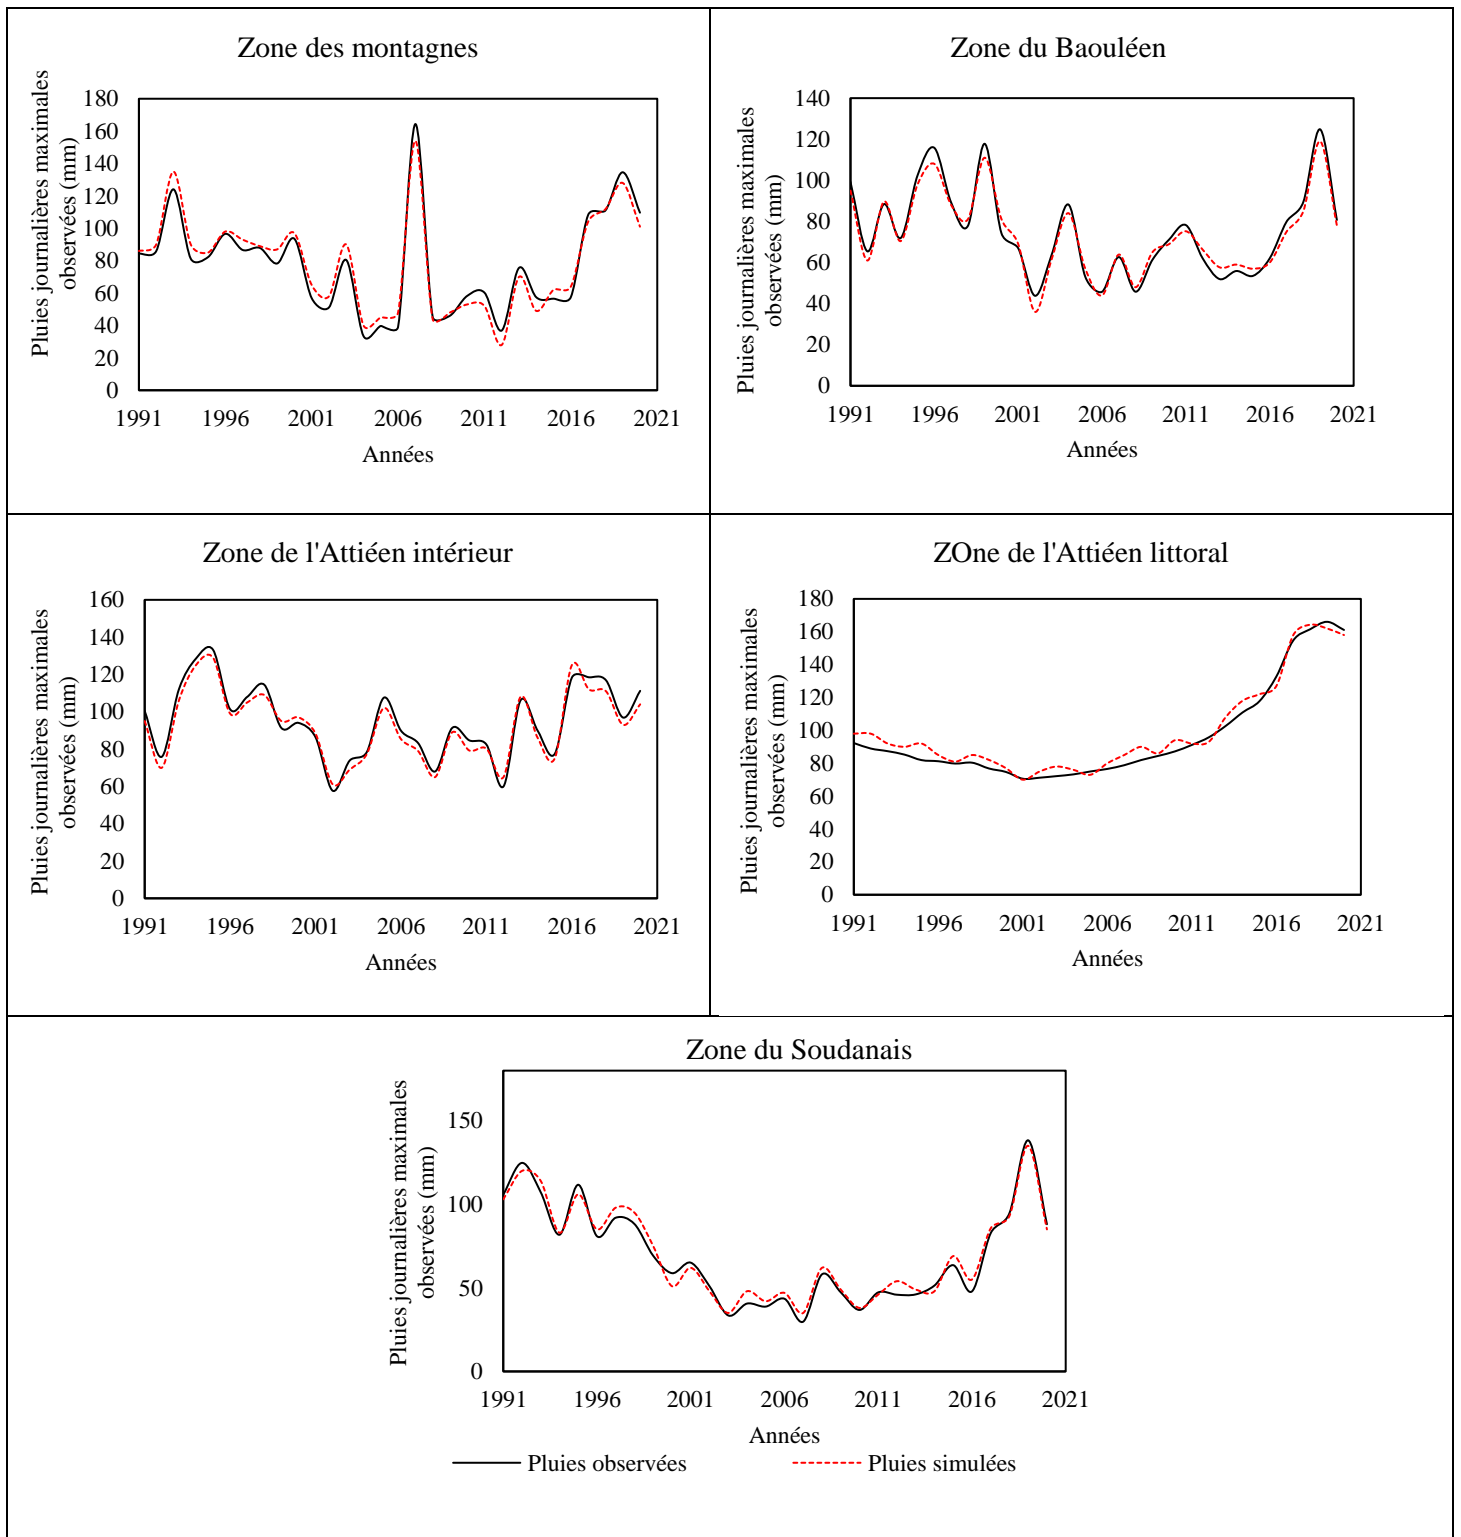 Zone des montagnes
Pluies journalières maximales
observées (mm)
180
160
140
120
100
80
60
40
20
0
1991 1996 2001 2006 2011 2016 2021
Années
Zone du Baouléen
Pluies journalières maximales
observées (mm)
140
120
100
80
60
40
20
0
1991 1996 2001 2006 2011 2016 2021
Années
Zone de l'Attiéen intérieur
Pluies journalières maximales
observées (mm)
160
140
120
100
80
60
40
20
0
1991 1996 2001 2006 2011 2016 2021
Années
ZOne de l'Attiéen littoral
Pluies journalières maximales
observées (mm)
180
160
140
120
100
80
60
40
20
0
1991 1996 2001 2006 2011 2016 2021
Années
Zone du Soudanais
Pluies journalières maximales
observées (mm)
150
100
50
0
1991 1996 2001 2006 2011 2016 2021
Années
Pluies observées Pluies simulées